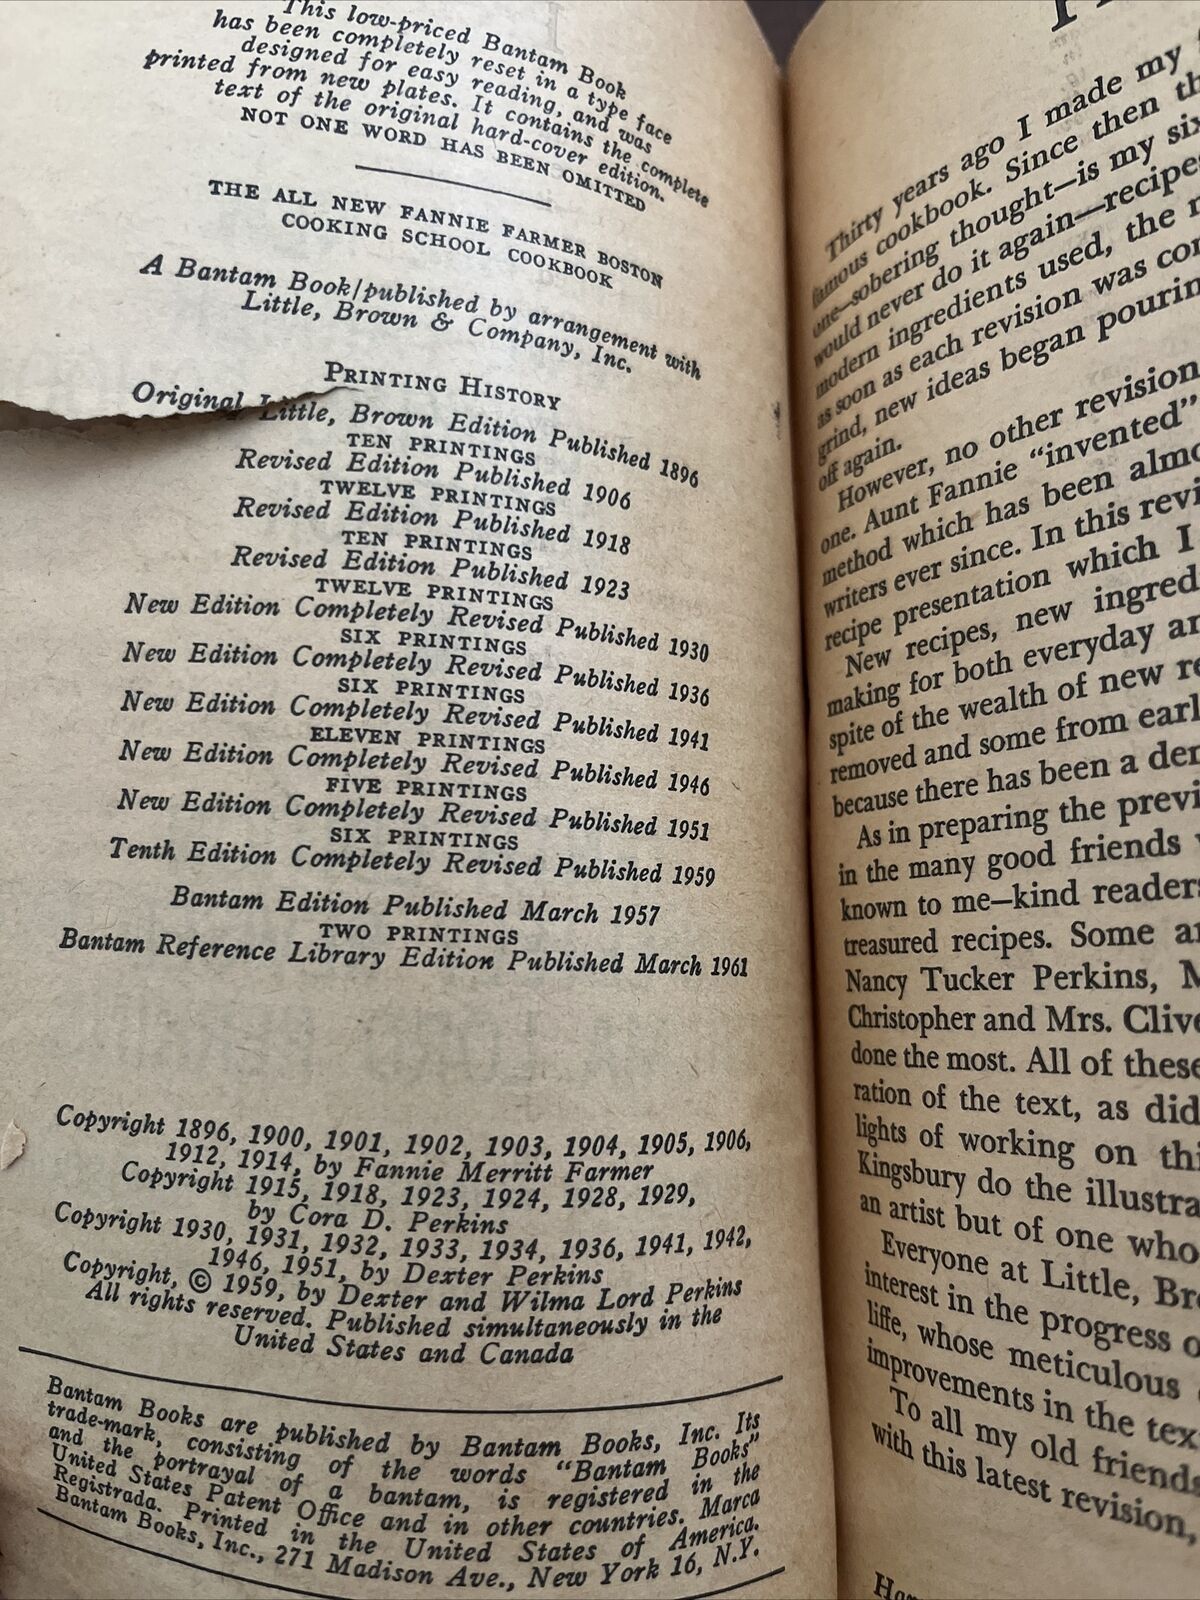 This low-priced Bantam Book
has been completely reset in a type face
designed for easy reading, and was
printed from new plates. It contains the complete
text of the original hard-cover edition.
NOT ONE WORD HAS BEEN OMITTED
THE ALL NEW FANNIE FARMER BOSTON
COOKING SCHOOL COOKBOOK
A Bantam Book/published by arrangement with
Little, Brown & Company, Inc.
PRINTING HISTORY
Original Little, Brown Edition Published 1896
TEN PRINTINGS
Revised Edition Published 1906
TWELVE PRINTINGS
Revised Edition Published 1918
TEN PRINTINGS
Revised Edition Published 1923
TWELVE PRINTINGS
New Edition Completely Revised Published 1930
SIX PRINTINGS
New Edition Completely Revised Published 1936
SIX PRINTINGS
New Edition Completely Revised Published 1941
ELEVEN PRINTINGS
New Edition Completely Revised Published 1946
FIVE PRINTINGS
New Edition Completely Revised Published 1951
SIX PRINTINGS
Tenth Edition Completely Revised Published 1959
Bantam Edition Published March 1957
TWO PRINTINGS
Bantam Reference Library Edition Published March 1961
Copyright 1896, 1900, 1901, 1902, 1903, 1904, 1905, 1906,
1912, 1914, by Fannie Merritt Farmer
Copyright 1915, 1918, 1923, 1924, 1928, 1929,
by Cora D. Perkins
Copyright 1930, 1931, 1932, 1933, 1934, 1936, 1941, 1942,
1946, 1951, by Dexter Perkins
Copyright, © 1959, by Dexter and Wilma Lord Perkins
All rights reserved. Published simultaneously in the
United States and Canada
Bantam Books are published by Bantam Books, Inc. Its
trade-mark, consisting of the words "Bantam Books"
and the portrayal of a bantam, is registered in the
United States Patent Office and in other countries. Marca
Registrada. Printed in the United States of America.
Bantam Books, Inc., 271 Madison Ave., New York 16, N.Y.
Thirty years ago I made my
famous cookbook. Since then
one—sobering thought—is my
would never do it again—recipes
modern ingredients used, the
as soon as each revision was
grind, new ideas began
off again.
However, no other revision
one. Aunt Fannie "invented"
method which has been
writers ever since. In this
recipe presentation which I
New recipes, new
making for both everyday
spite of the wealth of new
removed and some from
because there has been a
As in preparing the
in the many good friends
known to me—kind readers
treasured recipes. Some
Nancy Tucker Perkins,
Christopher and Mrs.
done the most. All of these
ration of the text, as did
lights of working on
Kingsbury do the
an artist but of one who
Everyone at Little,
interest in the progress
liffe, whose meticulous
improvements in the
To all my old friends
with this latest revision,